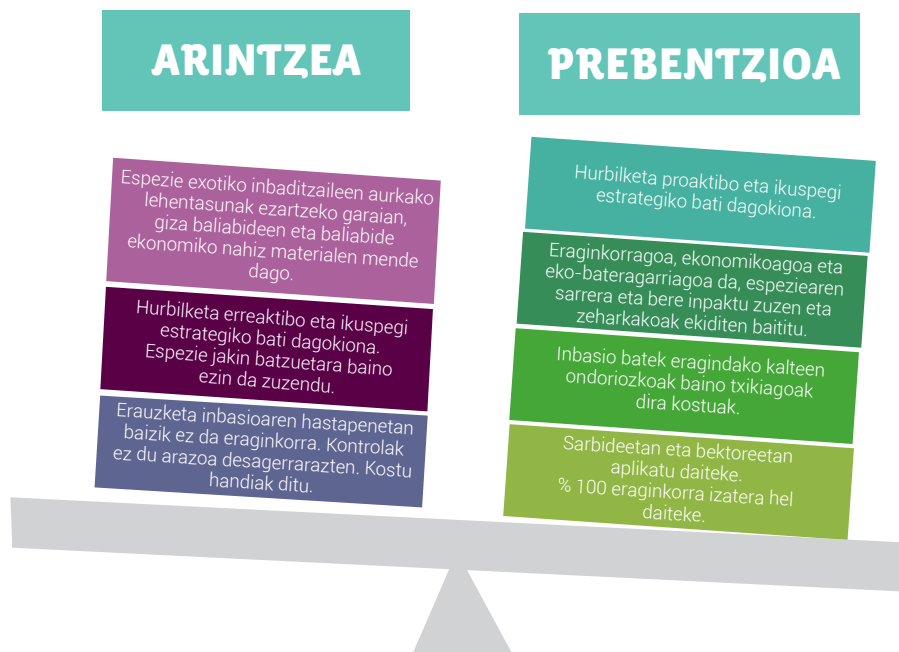 ARINTZEA
Espezie exotiko inbaditzaileen aurkako
lehentasunak ezartzeko garaian,
giza baliabideen eta baliabide
ekonomiko nahiz materialen mende
dago.
Hurbilketa erreaktibo eta ikuspegi
estrategiko bati dagokiona.
Espezie jakin batzuetara baino
ezin da zuzendu.
Erauzketa inbasioaren hastapenetan
baizik ez da eraginkorra. Kontrolak
ez du arazoa desagerrarazten. Kostu
handiak ditu.
PREBENTZIOA
Hurbilketa proaktibo eta ikuspegi
estrategiko bati dagokiona.
Eraginkorragoa, ekonomikoagoa eta
eko-bateragarriagoa da, espeziearen
sarrera eta bere inpaktu zuzen eta
zeharkakoak ekiditen baititu.
Inbasio batek eragindako kalteen
ondoriozkoak baino txikiagoak
dira kostuak.
Sarbideetan eta bektoreetan
aplikatu daiteke.
% 100 eraginkorra izatera hel
daiteke.